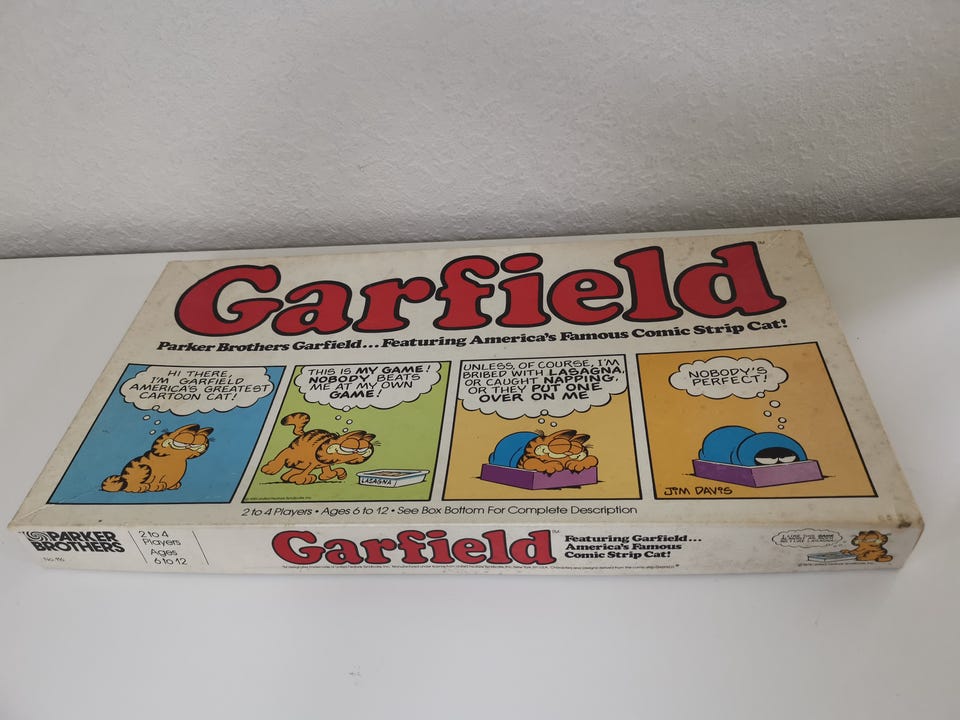 Garfield
Parker Brothers Garfield... Featuring America's Famous Comic Strip Cat!
HI THERE,
I'M GARFIELD
AMERICA'S GREATEST
CARTOON CAT!
THIS IS MY GAME!
NOBODY BEATS
ME AT MY OWN
GAME!
LASAGNA
UNLESS, OF COURSE, I'M
BRIBED WITH LASAGNA,
OR CAUGHT NAPPING,
OR THEY PUT ONE
OVER ON ME
NOBODY'S
PERFECT!
JIM DAVIS
2 to 4 Players • Ages 6 to 12 • See Box Bottom For Complete Description
PARKER
BROTHERS
2 to 4
Players
Ages
6 to 12
Garfield
Featuring Garfield...
America's Famous
Comic Strip Cat!